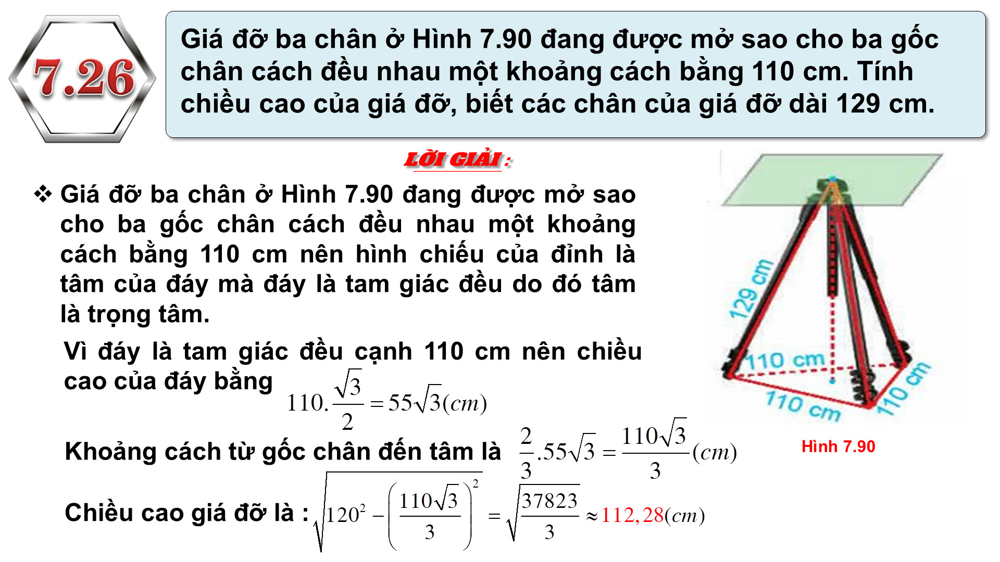 7.26
Giá đỡ ba chân ở Hình 7.90 đang được mở sao cho ba gốc
chân cách đều nhau một khoảng cách bằng 110 cm. Tính
chiều cao của giá đỡ, biết các chân của giá đỡ dài 129 cm.
LỜI GIẢI :
❖ Giá đỡ ba chân ở Hình 7.90 đang được mở sao
cho ba gốc chân cách đều nhau một khoảng
cách bằng 110 cm nên hình chiếu của đỉnh là
tâm của đáy mà đáy là tam giác đều do đó tâm
là trọng tâm.
Vì đáy là tam giác đều cạnh 110 cm nên chiều
cao của đáy bằng 110.\frac{\sqrt{3}}{2} = 55\sqrt{3}(cm)
Khoảng cách từ gốc chân đến tâm là \frac{2}{3}.55\sqrt{3} = \frac{110\sqrt{3}}{3}(cm)
Chiều cao giá đỡ là : \sqrt{120^2 - \left(\frac{110\sqrt{3}}{3}\right)^2} = \sqrt{\frac{37823}{3}} ≈ 112,28(cm)
129 cm
110 cm
110 cm
110 cm
Hình 7.90